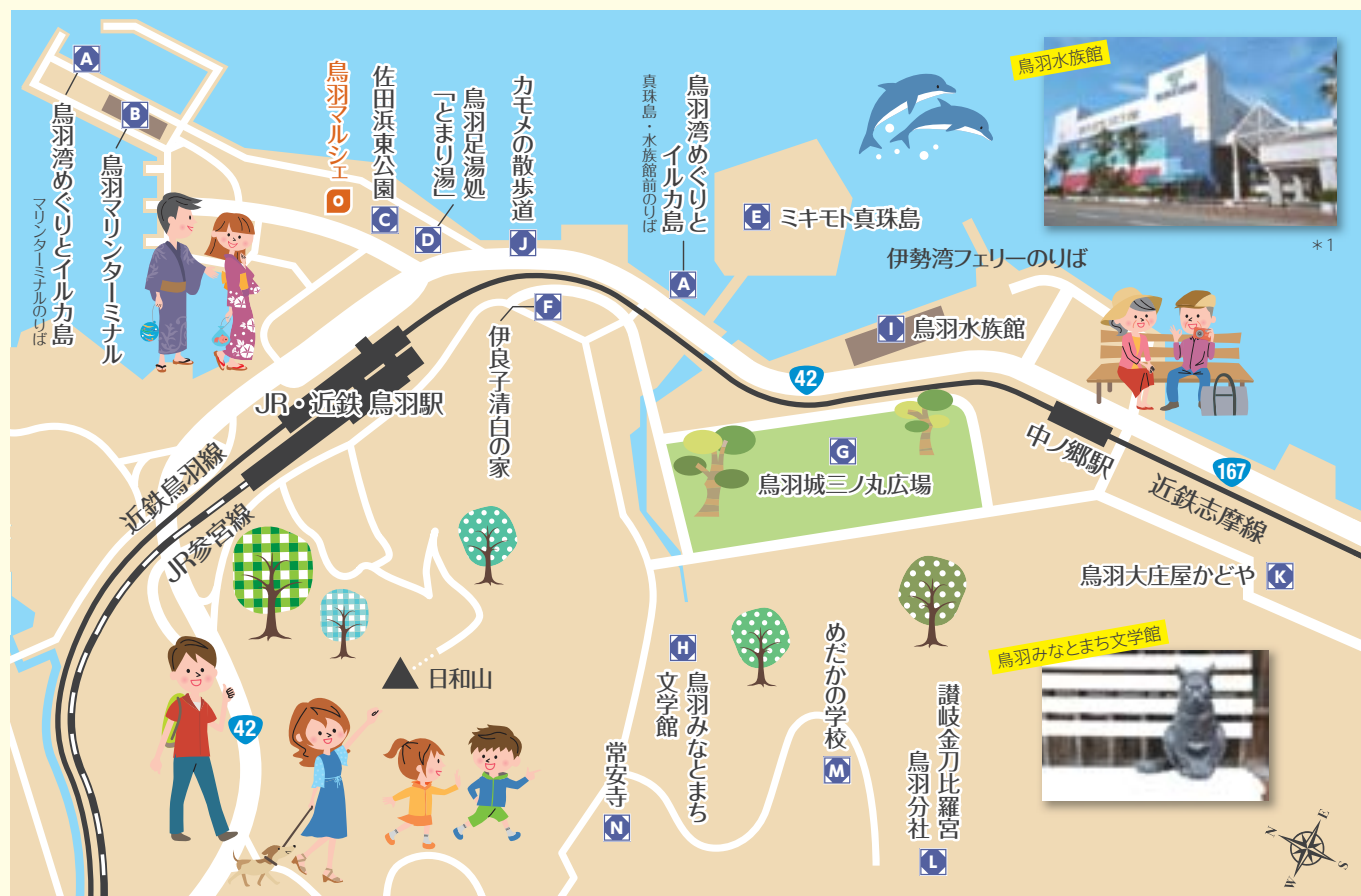 A
鳥羽湾めぐりとイルカ島
マリンターミナルのりば
B
鳥羽マリンターミナル
鳥羽マルシェ
O
佐田浜東公園
C
鳥羽足湯処
「とまり湯」
D
カモメの散歩道
J
鳥羽湾めぐりと
イルカ島
真珠島・水族館前のりば
A
E
ミキモト真珠島
鳥羽水族館
*1
伊勢湾フェリーのりば
I
鳥羽水族館
F
伊良子清白の家
JR・近鉄 鳥羽駅
42
G
鳥羽城三ノ丸広場
中ノ郷駅
167
近鉄志摩線
近鉄鳥羽線
JR参宮線
鳥羽大庄屋かどや
K
日和山
42
H
鳥羽みなとまち
文学館
常安寺
N
めだかの学校
M
讃岐金刀比羅宮
鳥羽分社
L
鳥羽みなとまち文学館
N
E
W
S